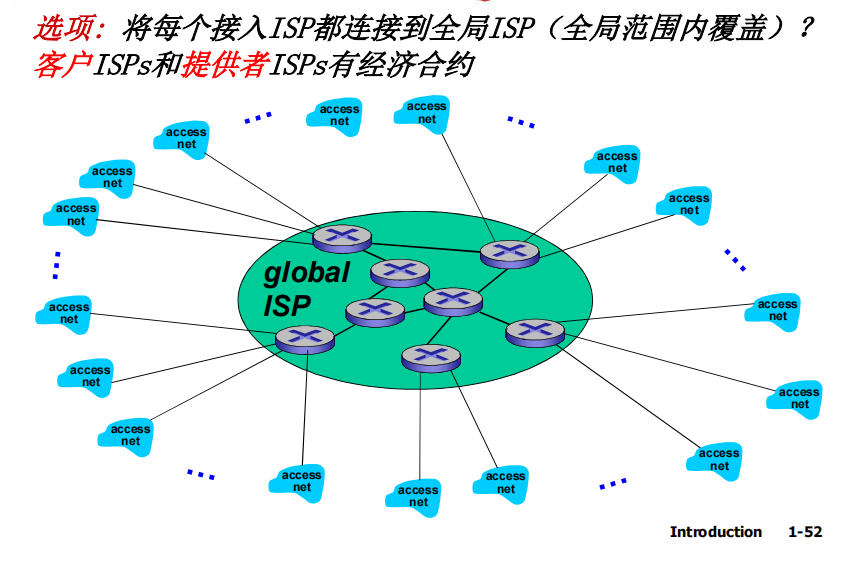 选项: 将每个接入ISP都连接到全局ISP（全局范围内覆盖）?
客户ISPs和提供者ISPs有经济合约
access
net
access
net
access
net
access
net
access
net
access
net
access
net
global
ISP
access
net
access
net
access
net
access
net
access
net
access
net
access
net
access
net
access
net
Introduction 1-52